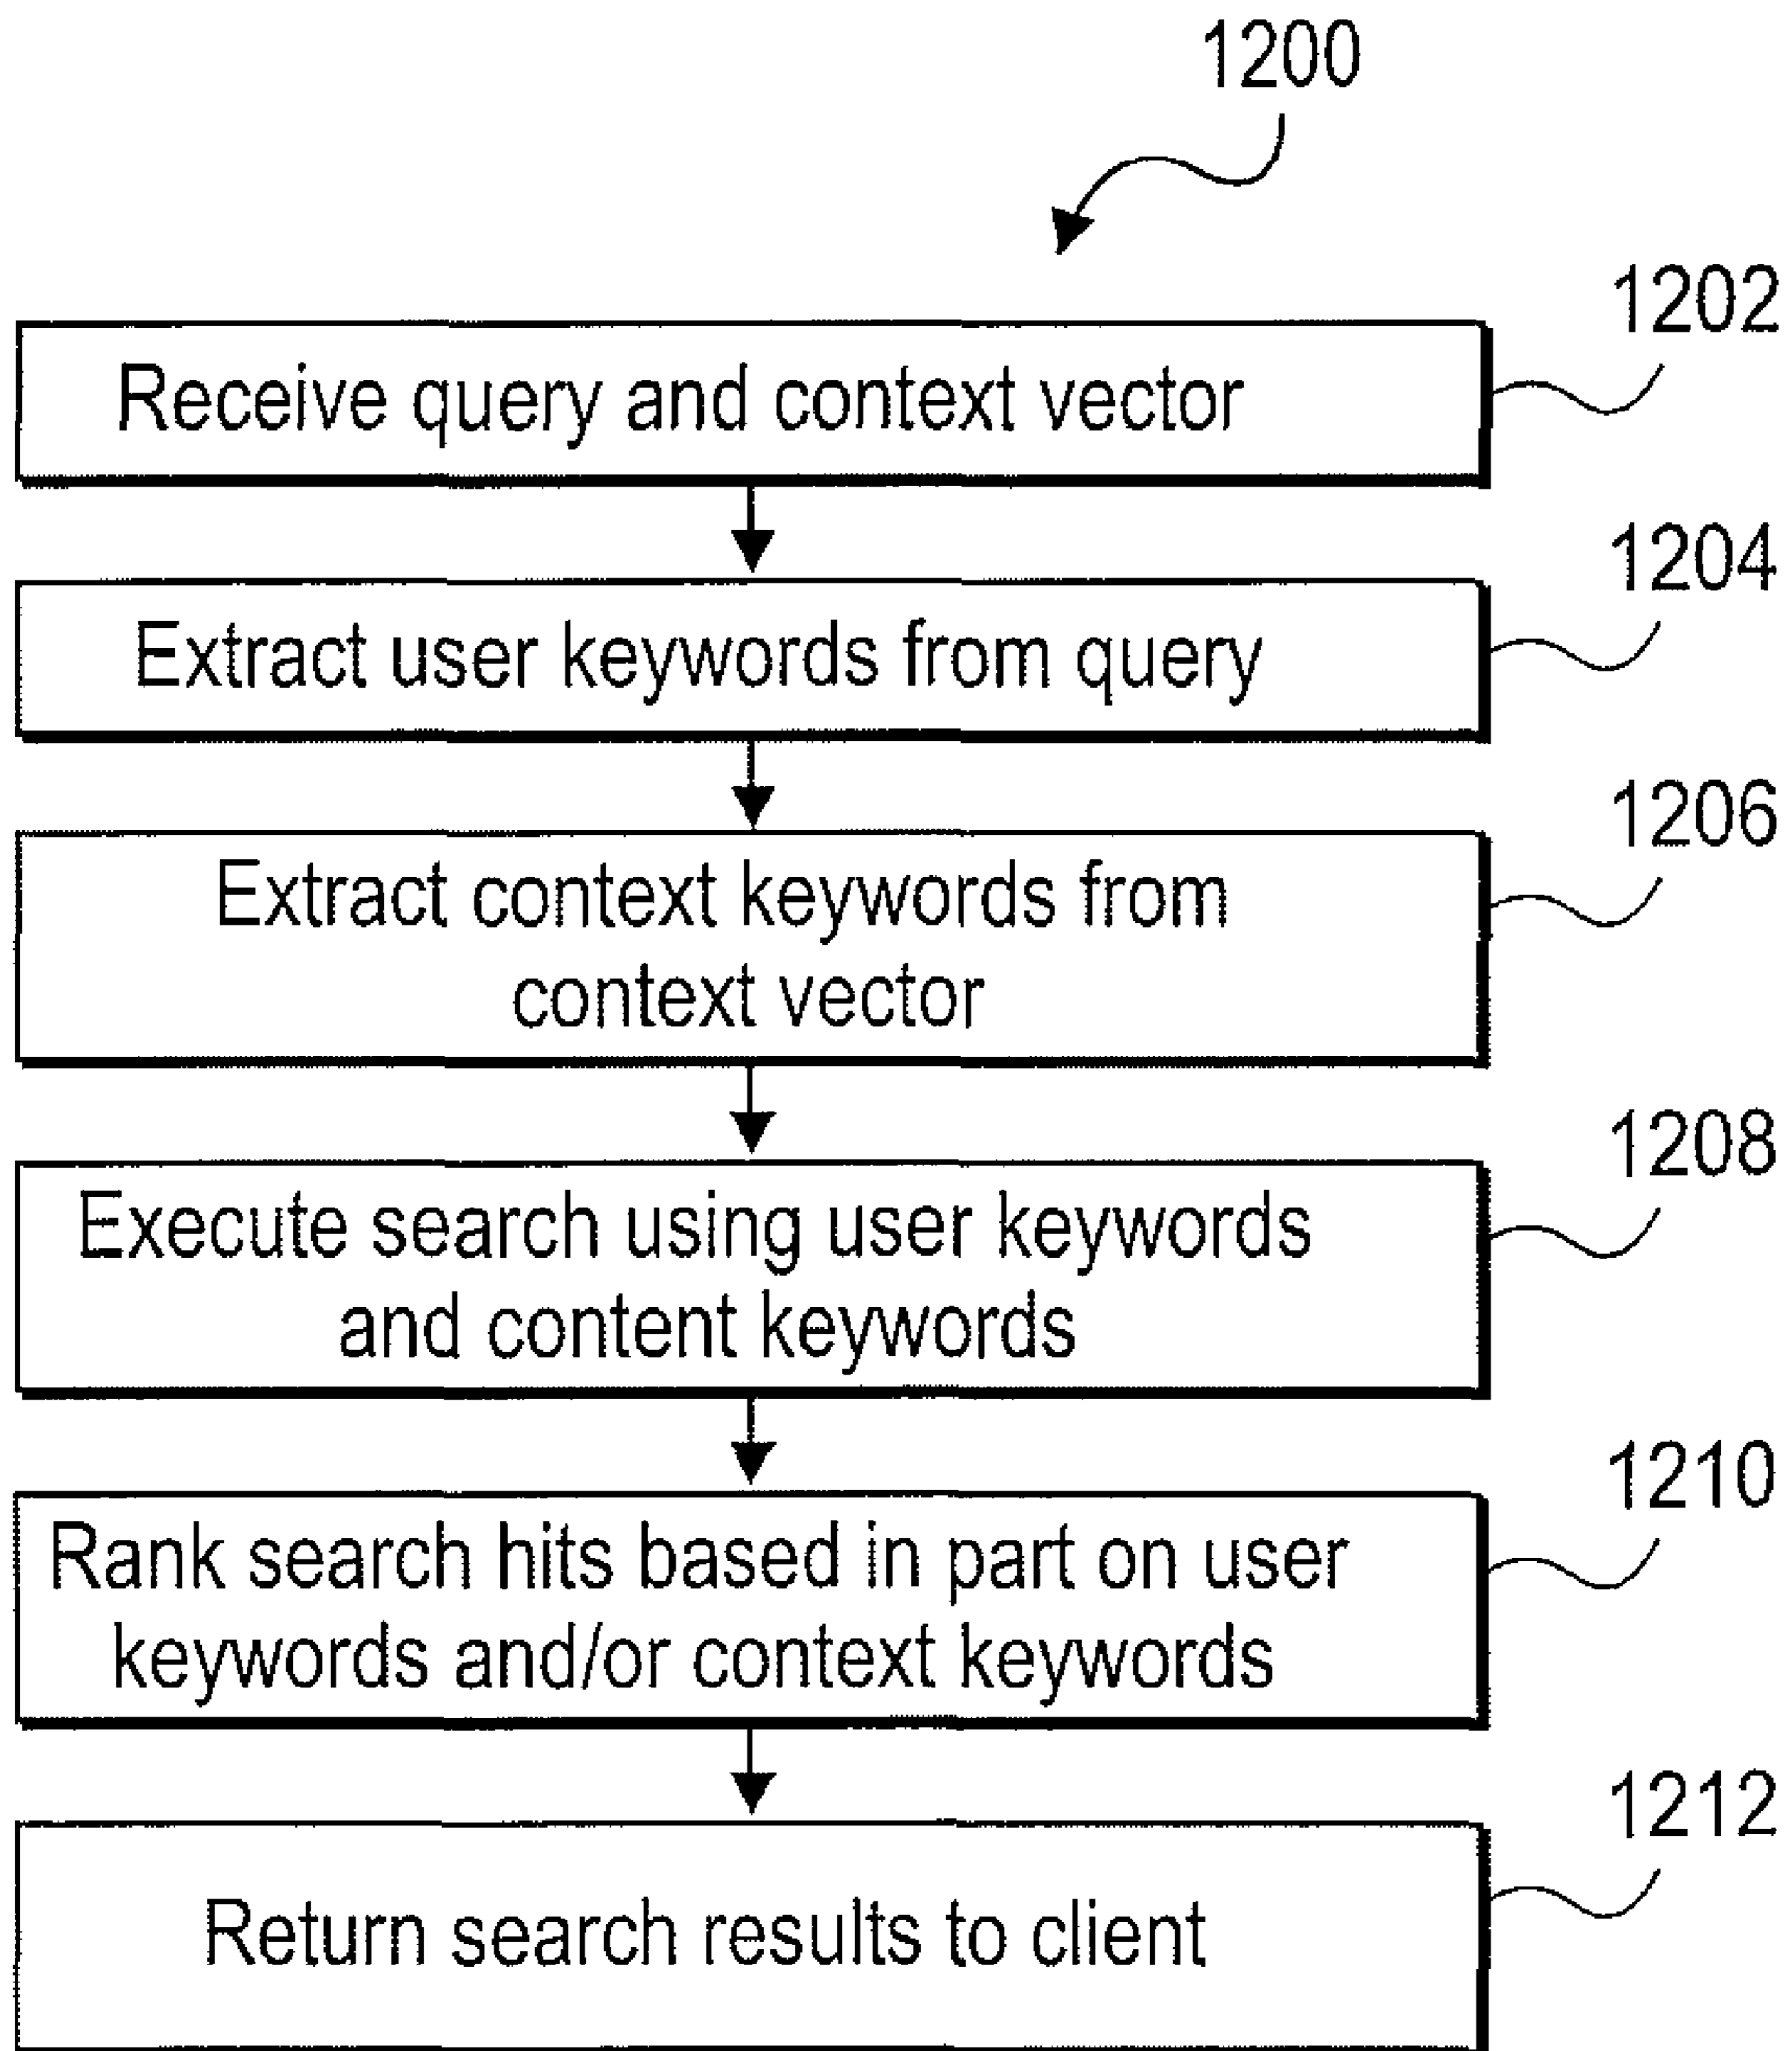 1200
1202
Receive query and context vector
1204
Extract user keywords from query
1206
Extract context keywords from
context vector
1208
Execute search using user keywords
and content keywords
1210
Rank search hits based in part on user
keywords and/or context keywords
1212
Return search results to client